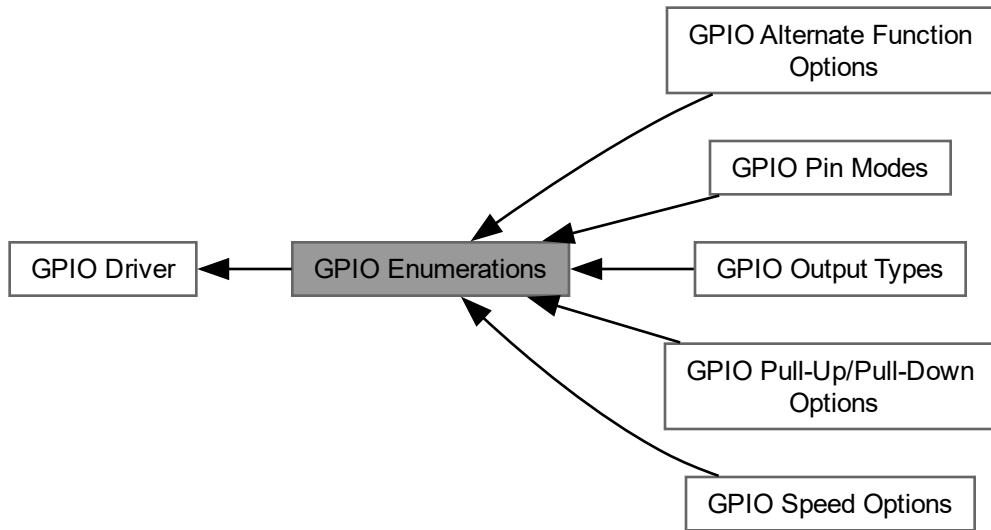 GPIO Alternate Function
Options
GPIO Pin Modes
GPIO Driver
GPIO Enumerations
GPIO Output Types
GPIO Pull-Up/Pull-Down
Options
GPIO Speed Options